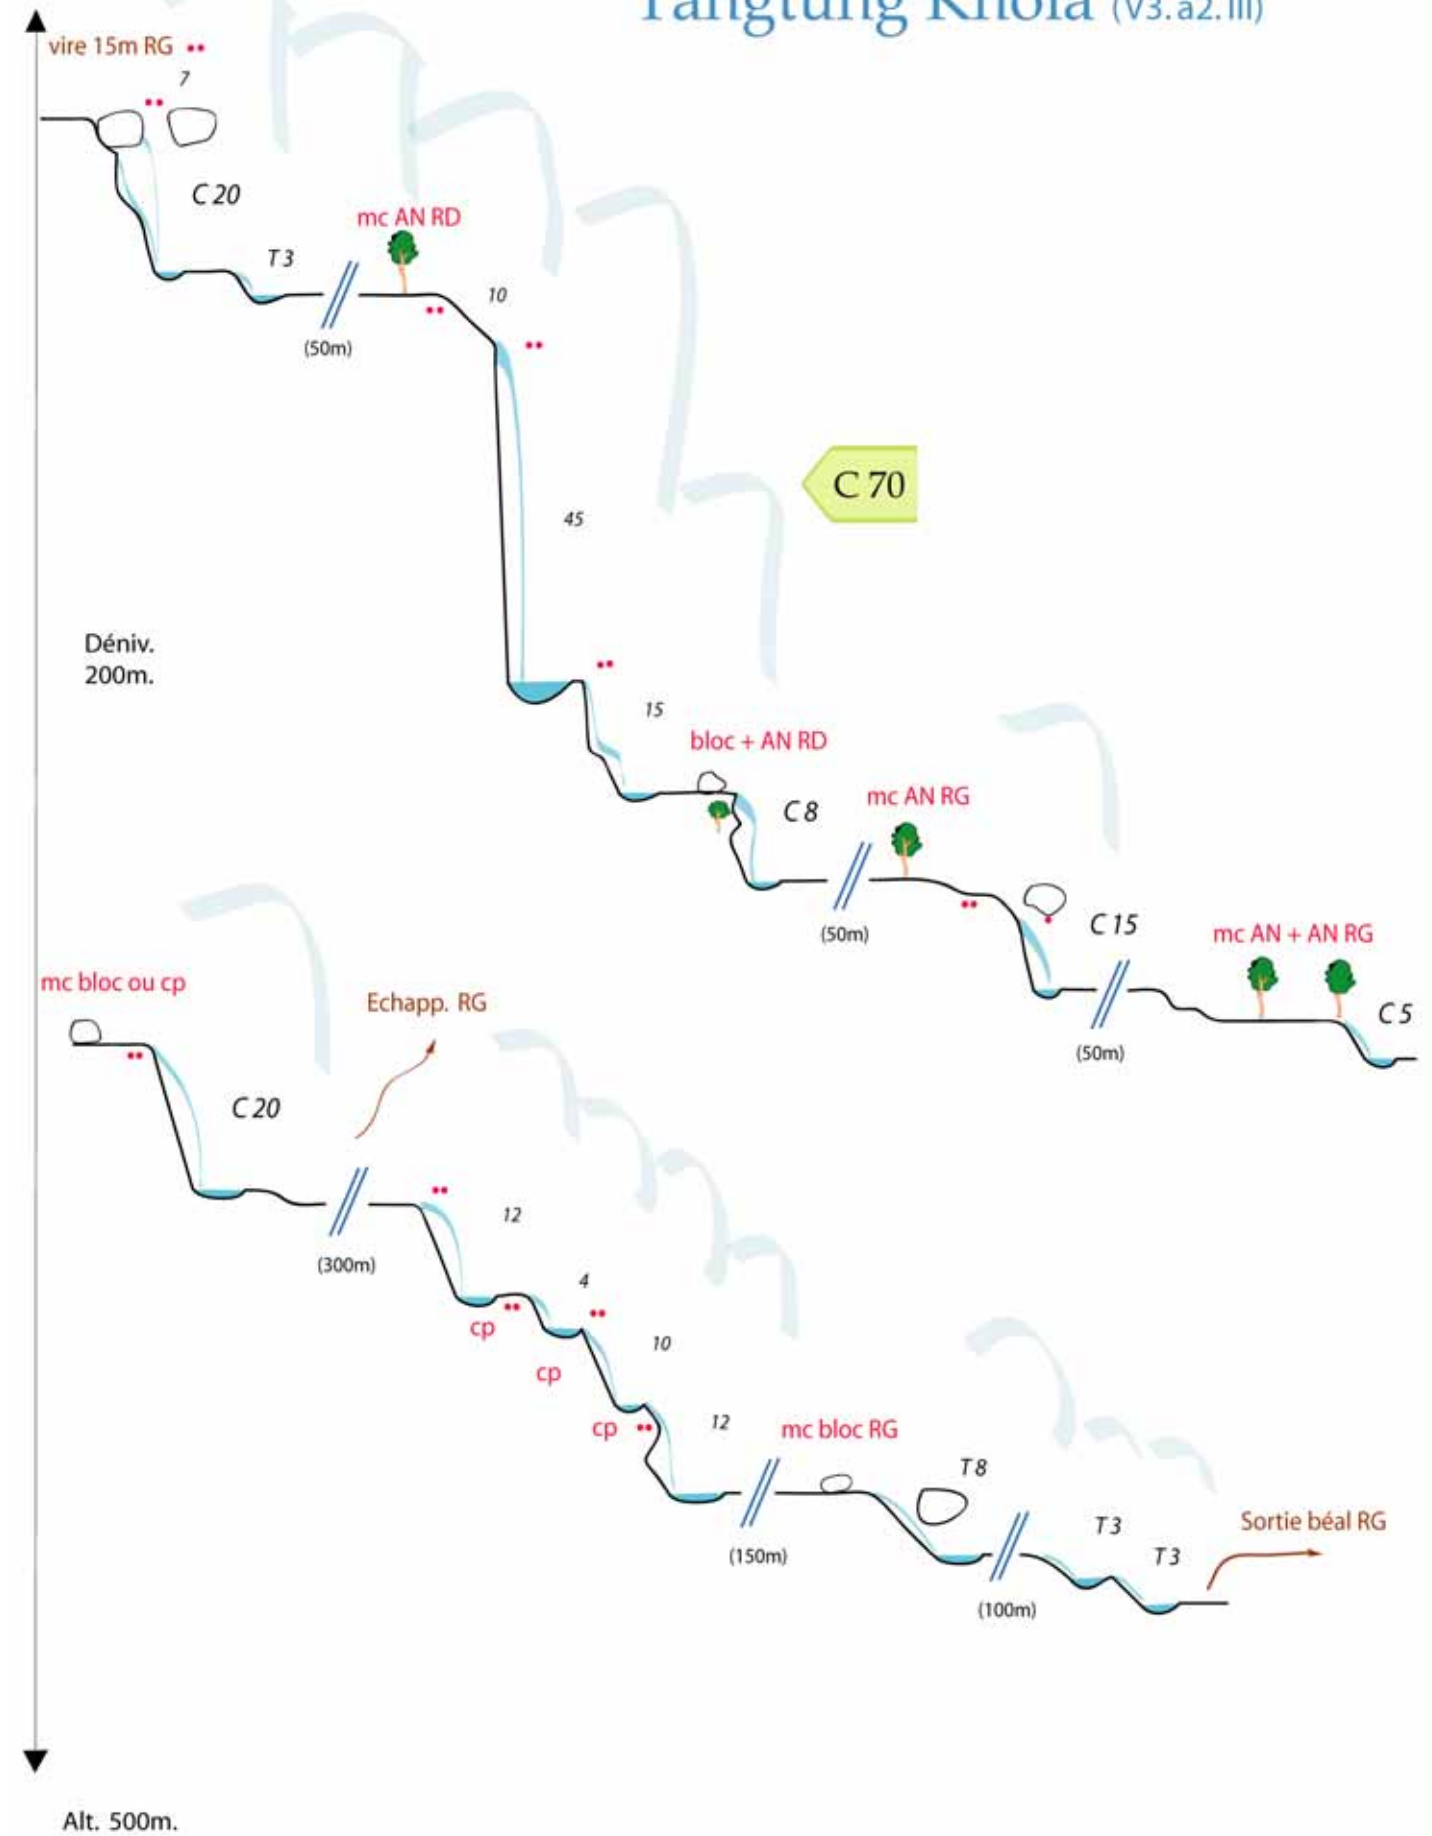 Tangtung Khola (V3.a2.III)
vire 15m RG
7
C 20
T 3
(50m)
mc AN RD
10
C 70
45
Déniv.
200m.
15
bloc + AN RD
C 8
mc AN RG
(50m)
C 15
(50m)
mc AN + AN RG
C 5
mc bloc ou cp
C 20
Echapp. RG
(300m)
12
cp
4
cp
10
cp
12
(150m)
mc bloc RG
T 8
(100m)
T 3
T 3
Sortie béal RG
Alt. 500m.